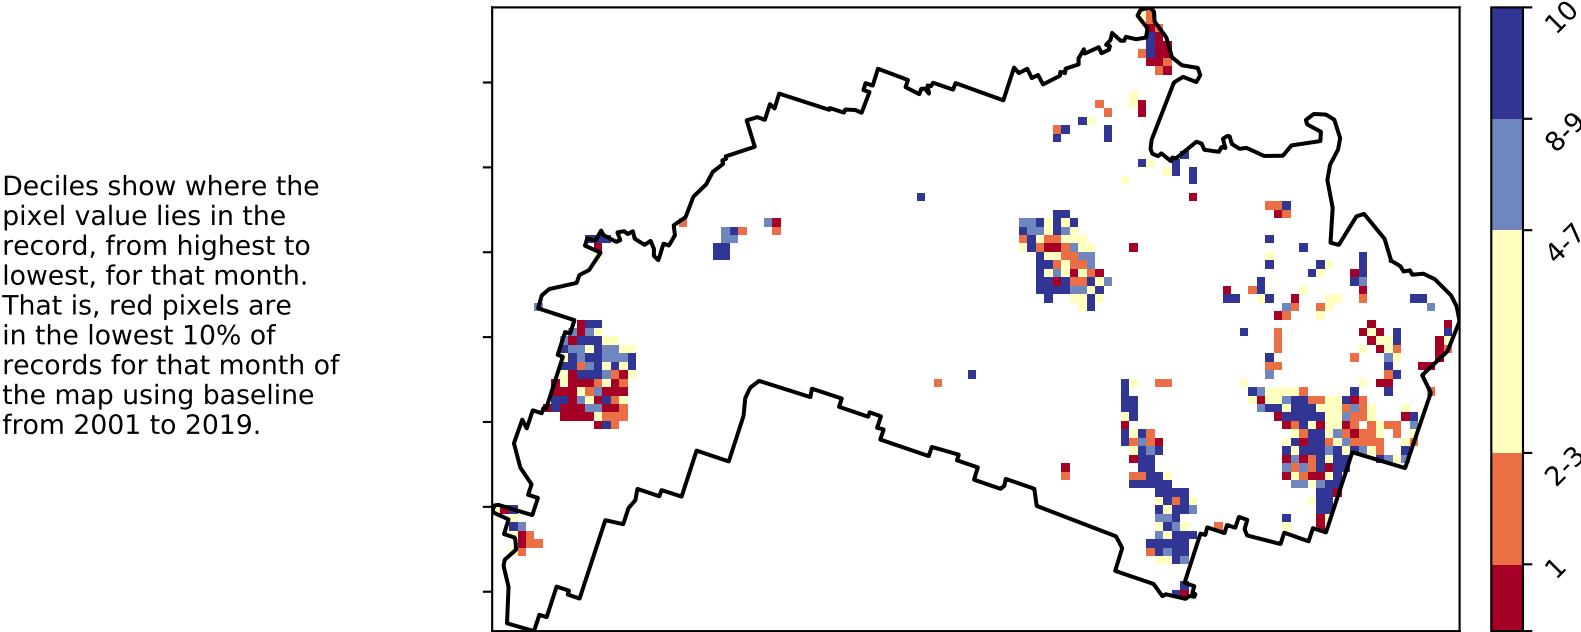 Deciles show where the
pixel value lies in the
record, from highest to
lowest, for that month.
That is, red pixels are
in the lowest 10% of
records for that month of
the map using baseline
from 2001 to 2019.
10
8-9
4-7
2-3
1